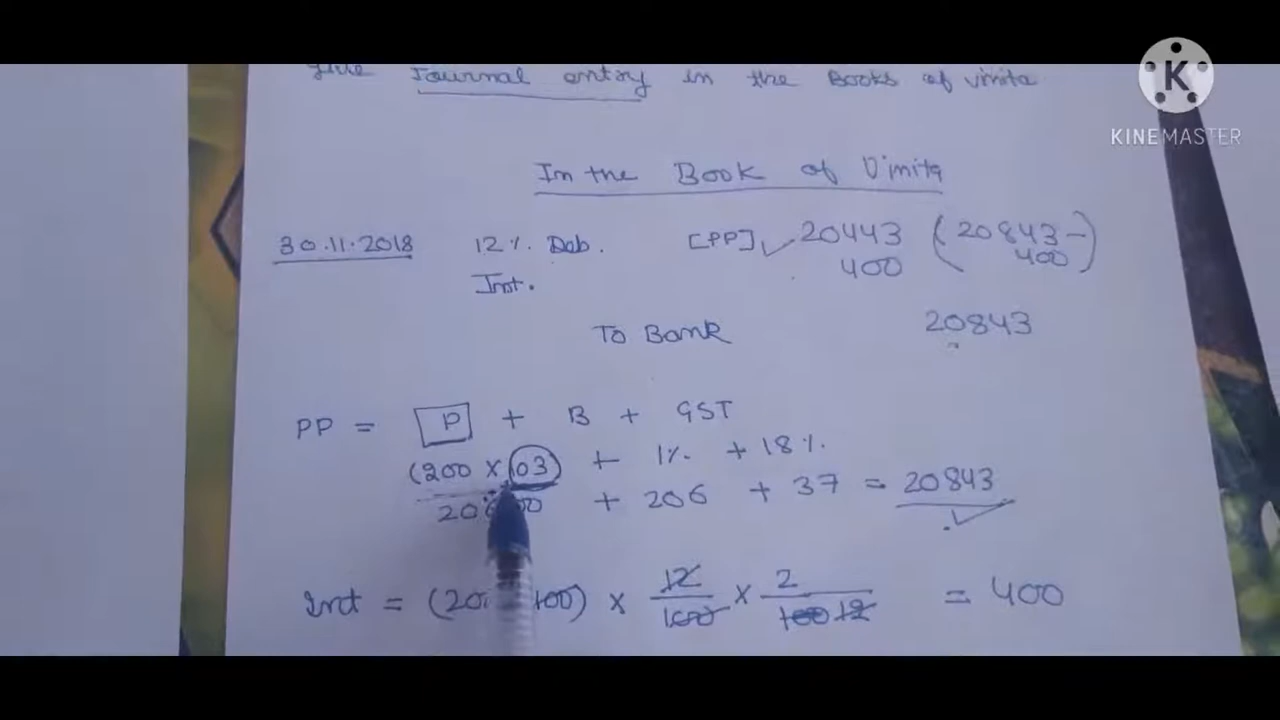 Give Journal entry in the Books of Vinita
KINEMASTER
In the Book of Vinita
30.11.2018 12%. Deb. [PP] 20443 (20843-
Int. 400 400)
To Bank 20843
PP = P + B + GST
(200 × 103 + 1% + 18%.
+ 206 + 37 = 20843
Int = 100) × 12/100 × 2/12 = 400